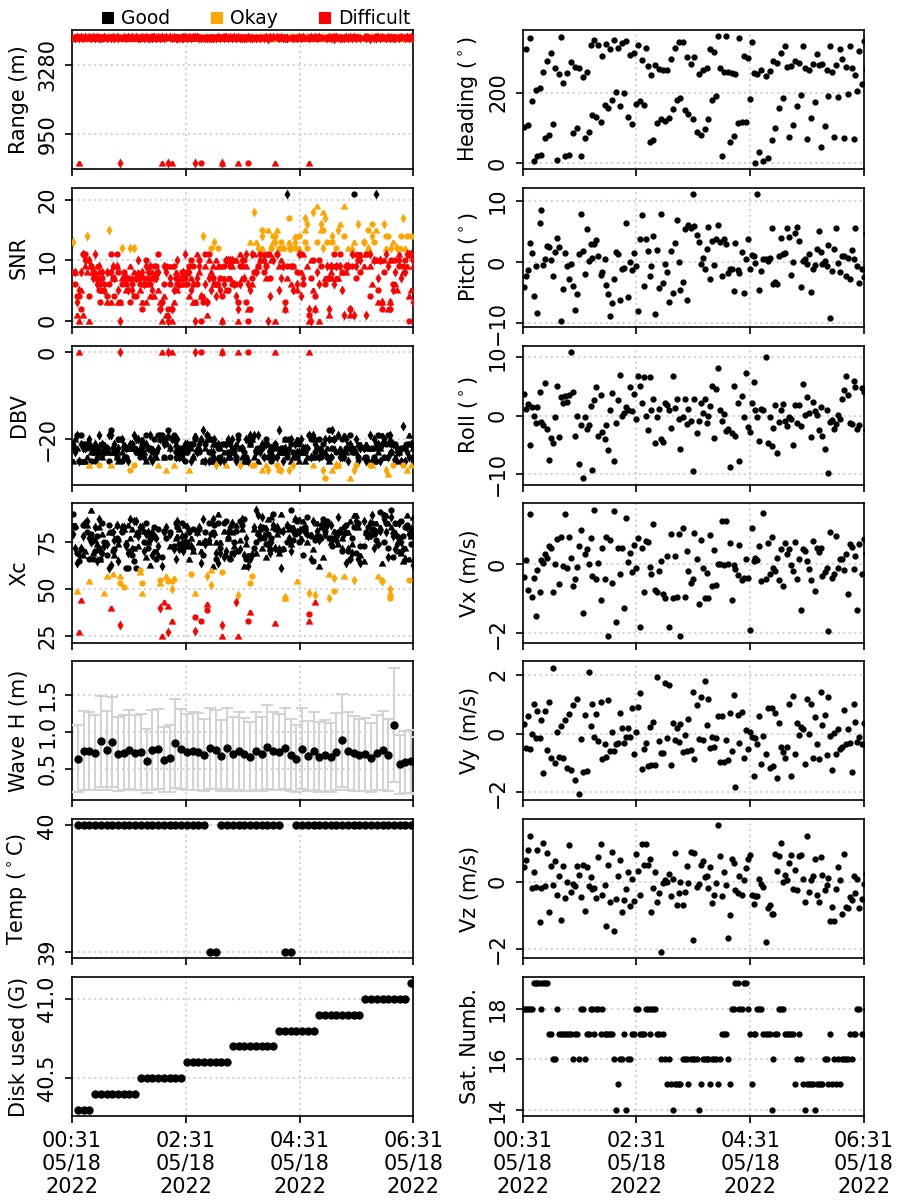 Good Okay Difficult
Range (m)
3280
950
Heading (°)
200
0
SNR
20
10
0
Pitch (°)
10
0
−10
DBV
0
−20
Roll (°)
10
0
−10
Xc
75
50
25
Vx (m/s)
0
−2
Wave H (m)
1.5
1.0
0.5
Vy (m/s)
2
0
−2
Temp (°C)
40
39
Vz (m/s)
0
−2
Disk used (G)
41.0
40.5
Sat. Numb.
18
16
14
00:31 02:31 04:31 06:31 00:31 02:31 04:31 06:31
05/18 05/18 05/18 05/18 05/18 05/18 05/18 05/18
2022 2022 2022 2022 2022 2022 2022 2022